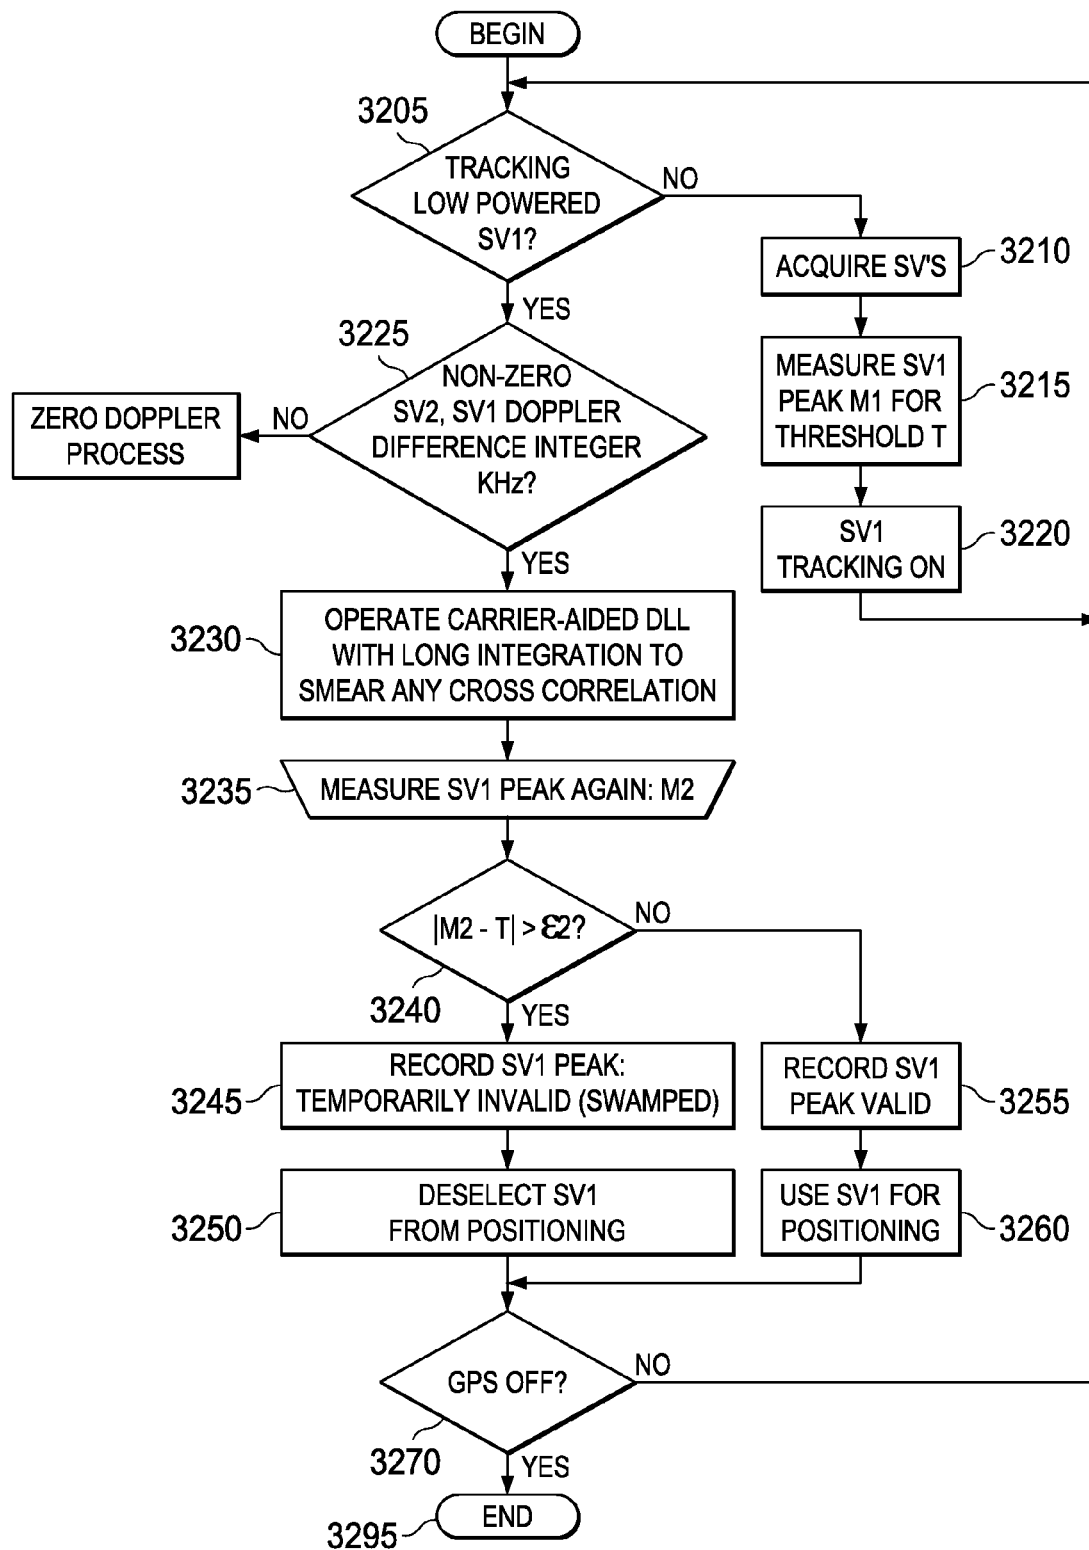 BEGIN
3205
TRACKING
LOW POWERED
SV1?
NO
YES
ACQUIRE SV'S
3210
MEASURE SV1
PEAK M1 FOR
THRESHOLD T
3215
SV1
TRACKING ON
3220
3225
NON-ZERO
SV2, SV1 DOPPLER
DIFFERENCE INTEGER
KHz?
NO
YES
ZERO DOPPLER
PROCESS
3230
OPERATE CARRIER-AIDED DLL
WITH LONG INTEGRATION TO
SMEAR ANY CROSS CORRELATION
3235
MEASURE SV1 PEAK AGAIN: M2
|M2 - T| > ε2?
3240
NO
YES
3245
RECORD SV1 PEAK:
TEMPORARILY INVALID (SWAMPED)
RECORD SV1
PEAK VALID
3255
3250
DESELECT SV1
FROM POSITIONING
USE SV1 FOR
POSITIONING
3260
GPS OFF?
3270
NO
YES
END
3295